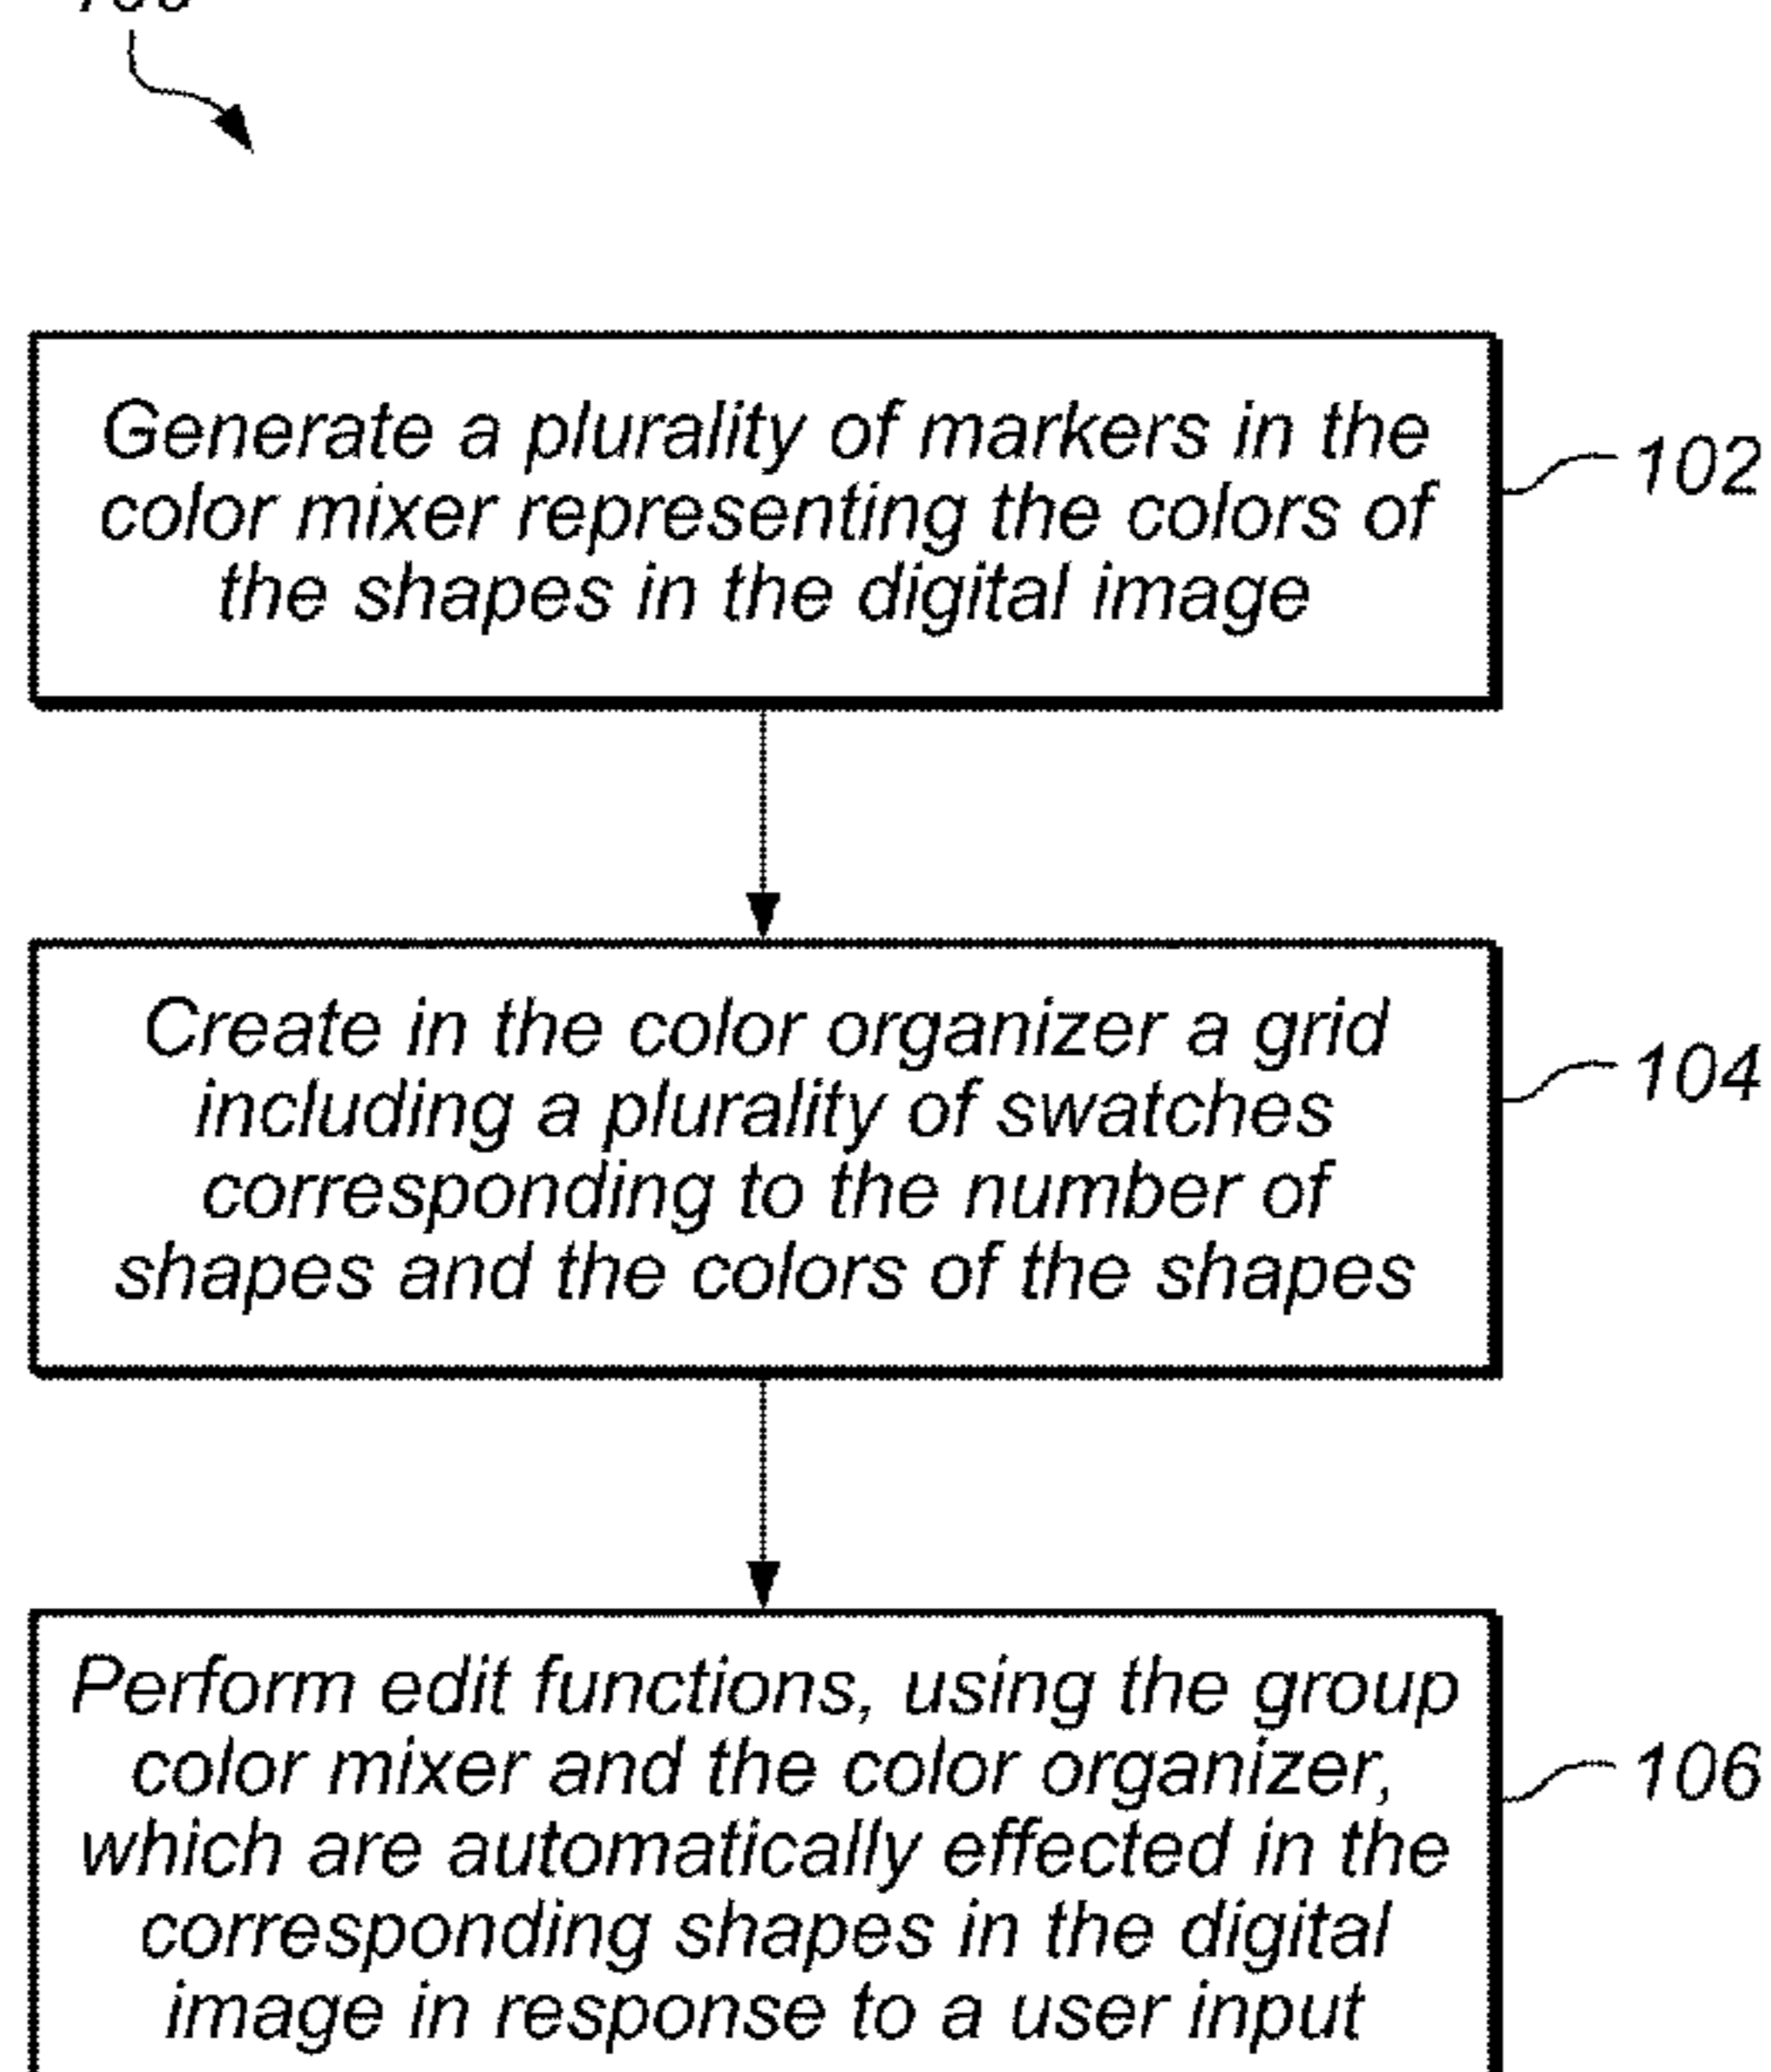 Generate a plurality of markers in the
color mixer representing the colors of
the shapes in the digital image
102
Create in the color organizer a grid
including a plurality of swatches
corresponding to the number of
shapes and the colors of the shapes
104
Perform edit functions, using the group
color mixer and the color organizer,
which are automatically effected in the
corresponding shapes in the digital
image in response to a user input
106